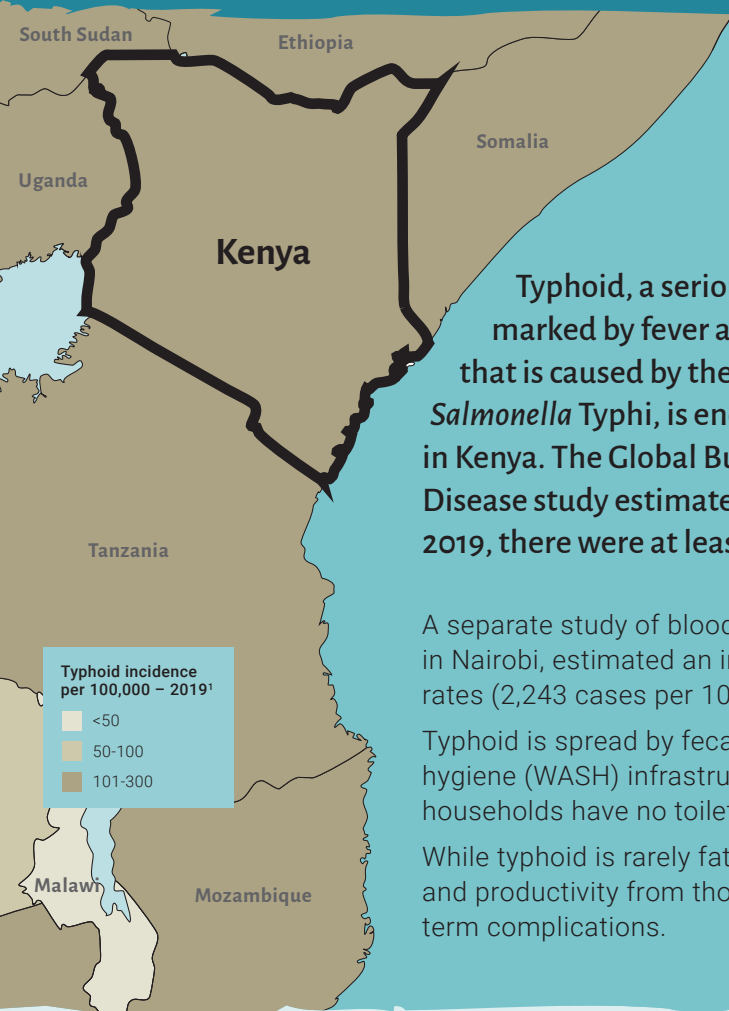 South Sudan
Ethiopia
Somalia
Uganda
Kenya
Typhoid, a serio
marked by fever a
that is caused by the
Salmonella Typhi, is en
in Kenya. The Global Bu
Disease study estimate
2019, there were at leas
Tanzania
A separate study of blood
in Nairobi, estimated an in
rates (2,243 cases per 10
Typhoid is spread by feca
hygiene (WASH) infrastru
households have no toilet
While typhoid is rarely fat
and productivity from tho
term complications.
Typhoid incidence
per 100,000 – 2019¹
<50
50-100
101-300
Malawi
Mozambique